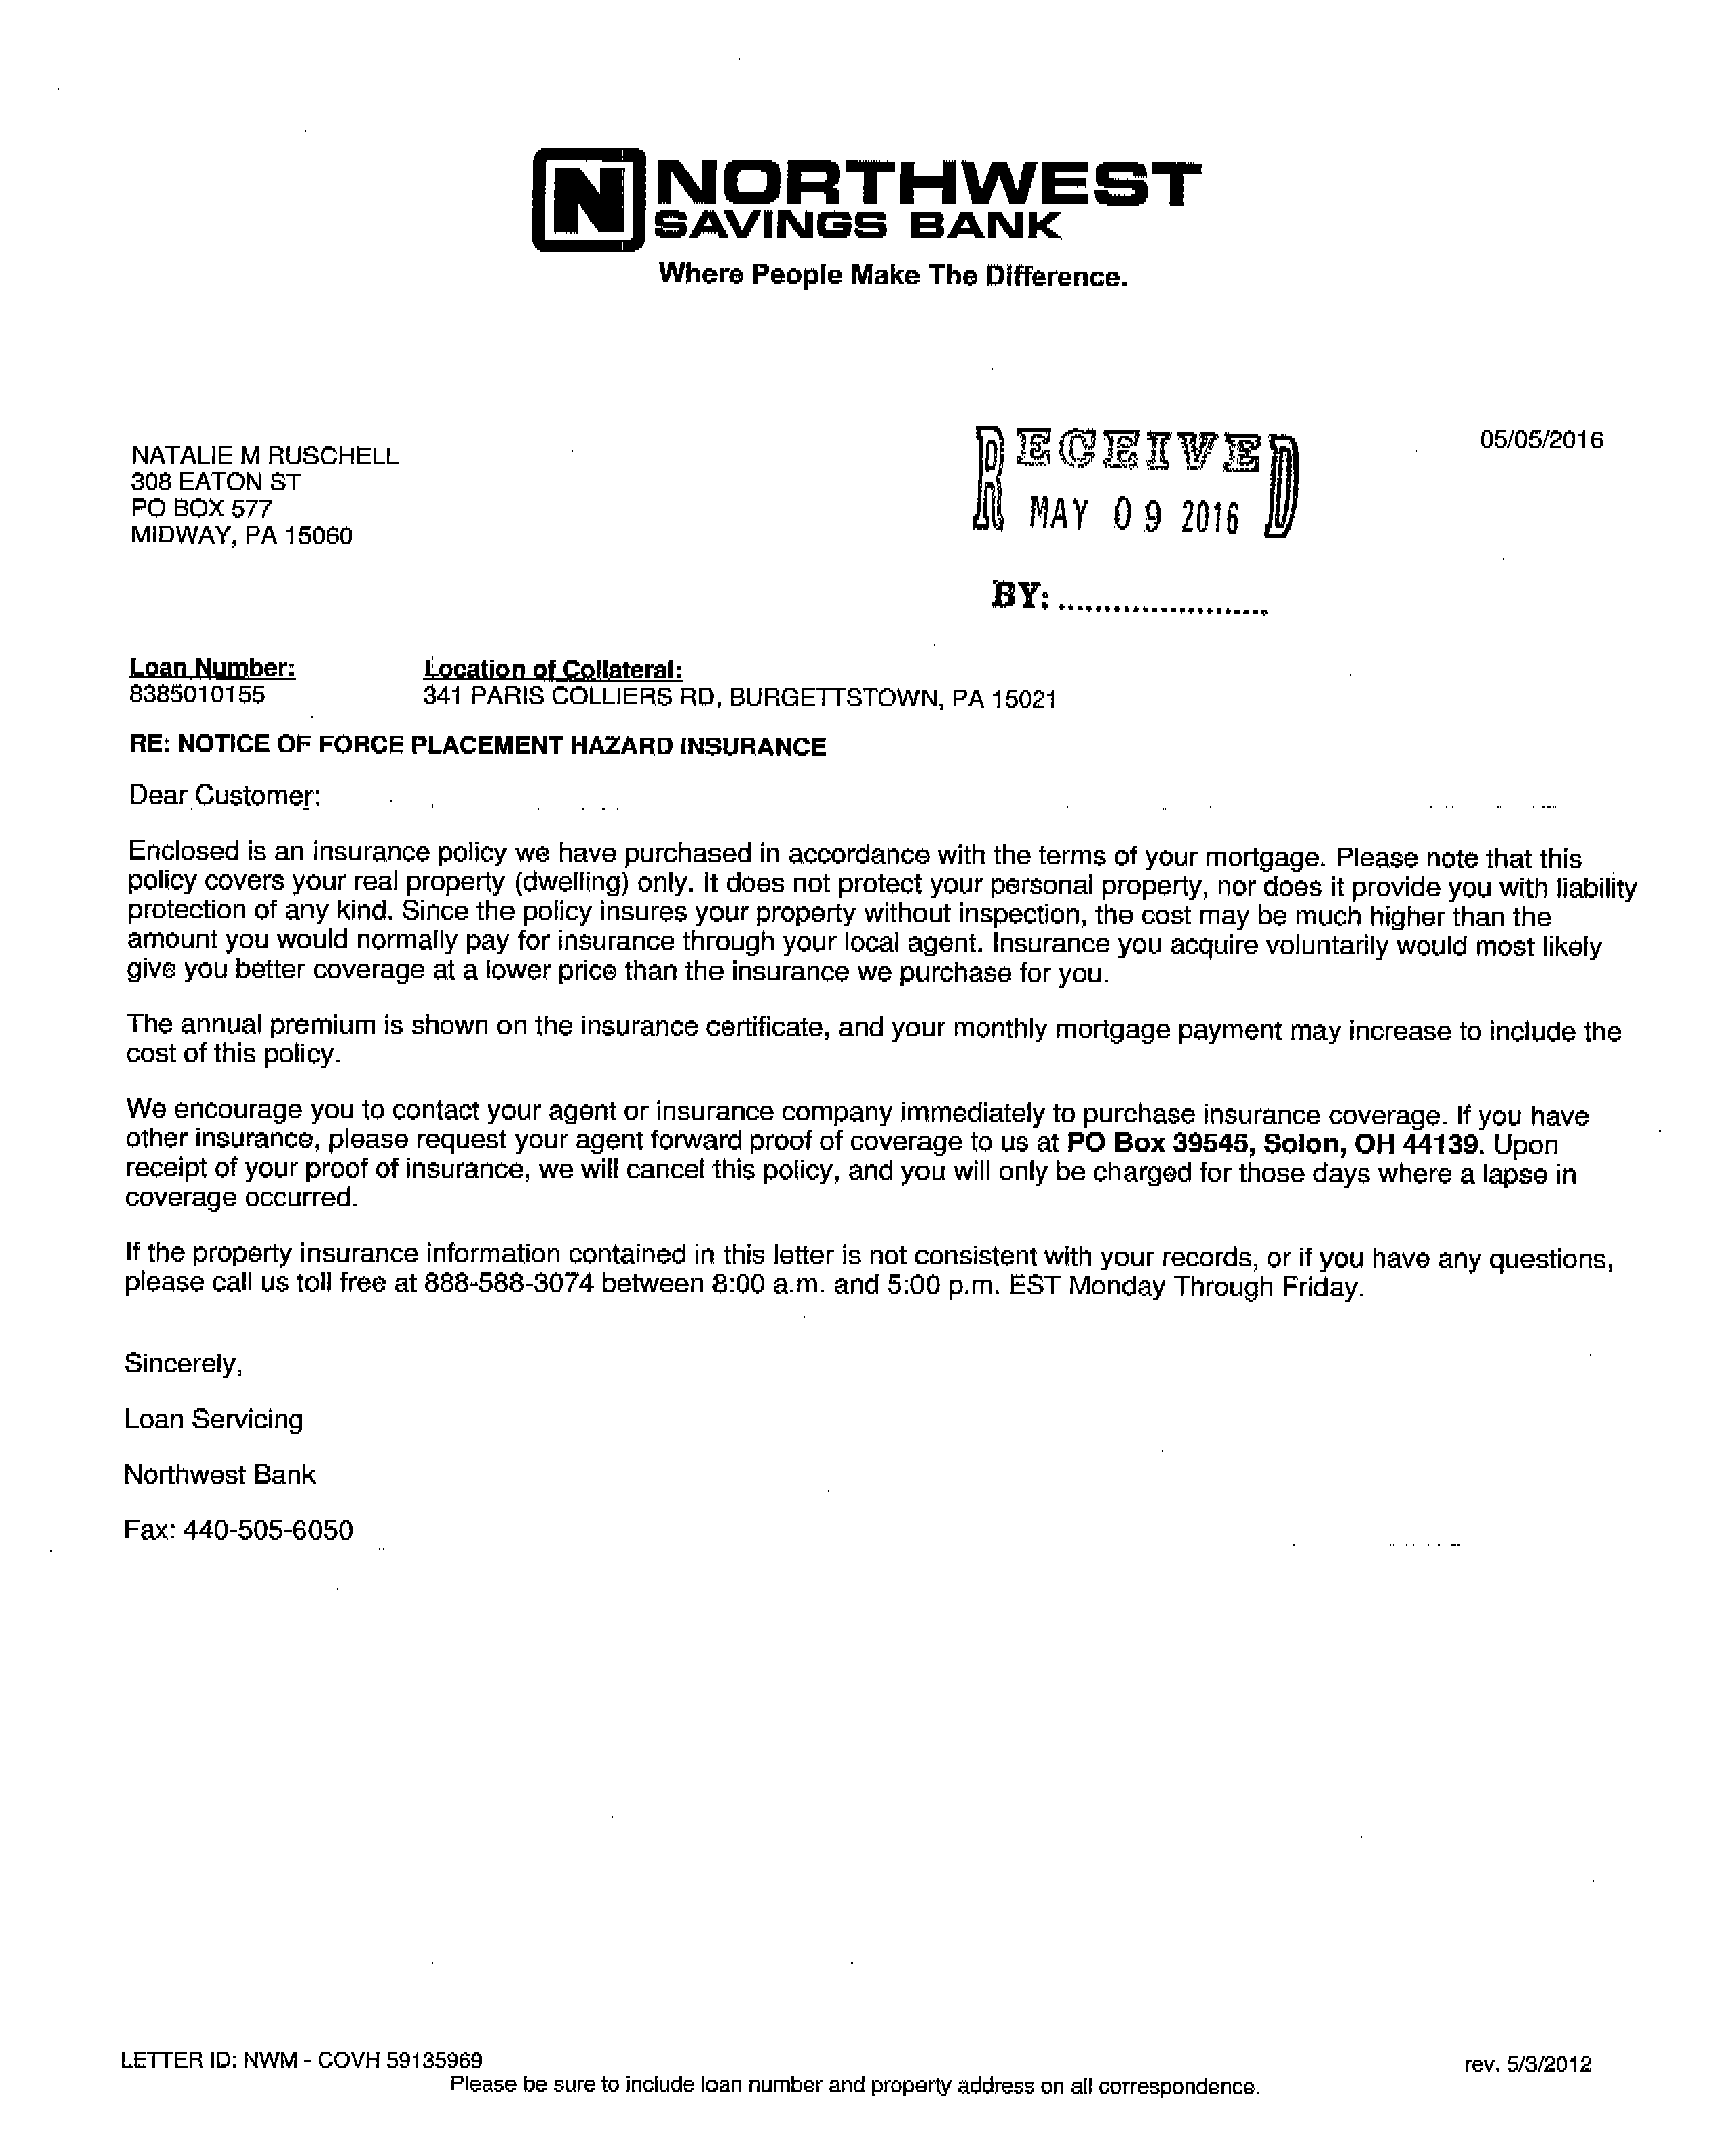 N NORTHWEST
SAVINGS BANK
Where People Make The Difference.
05/05/2016
NATALIE M RUSCHELL
308 EATON ST
PO BOX 577
MIDWAY, PA 15060
RECEIVED
MAY 09 2016
BY: ......................
Loan Number: Location of Collateral:
8385010155 341 PARIS COLLIERS RD, BURGETTSTOWN, PA 15021
RE: NOTICE OF FORCE PLACEMENT HAZARD INSURANCE
Dear Customer:
Enclosed is an insurance policy we have purchased in accordance with the terms of your mortgage. Please note that this
policy covers your real property (dwelling) only. It does not protect your personal property, nor does it provide you with liability
protection of any kind. Since the policy insures your property without inspection, the cost may be much higher than the
amount you would normally pay for insurance through your local agent. Insurance you acquire voluntarily would most likely
give you better coverage at a lower price than the insurance we purchase for you.
The annual premium is shown on the insurance certificate, and your monthly mortgage payment may increase to include the
cost of this policy.
We encourage you to contact your agent or insurance company immediately to purchase insurance coverage. If you have
other insurance, please request your agent forward proof of coverage to us at PO Box 39545, Solon, OH 44139. Upon
receipt of your proof of insurance, we will cancel this policy, and you will only be charged for those days where a lapse in
coverage occurred.
If the property insurance information contained in this letter is not consistent with your records, or if you have any questions,
please call us toll free at 888-588-3074 between 8:00 a.m. and 5:00 p.m. EST Monday Through Friday.
Sincerely,
Loan Servicing
Northwest Bank
Fax: 440-505-6050
LETTER ID: NWM - COVH 59135969 rev. 5/3/2012
Please be sure to include loan number and property address on all correspondence.